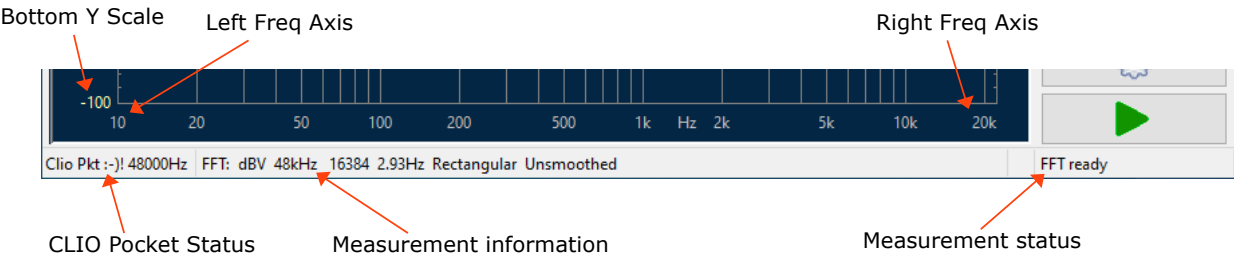 Bottom Y Scale
Left Freq Axis
Right Freq Axis
-100
10 20 50 100 200 500 1k Hz 2k 5k 10k 20k
Clio Pkt :-)! 48000Hz FFT: dBV 48kHz 16384 2.93Hz Rectangular Unsmoothed FFT ready
CLIO Pocket Status
Measurement information
Measurement status